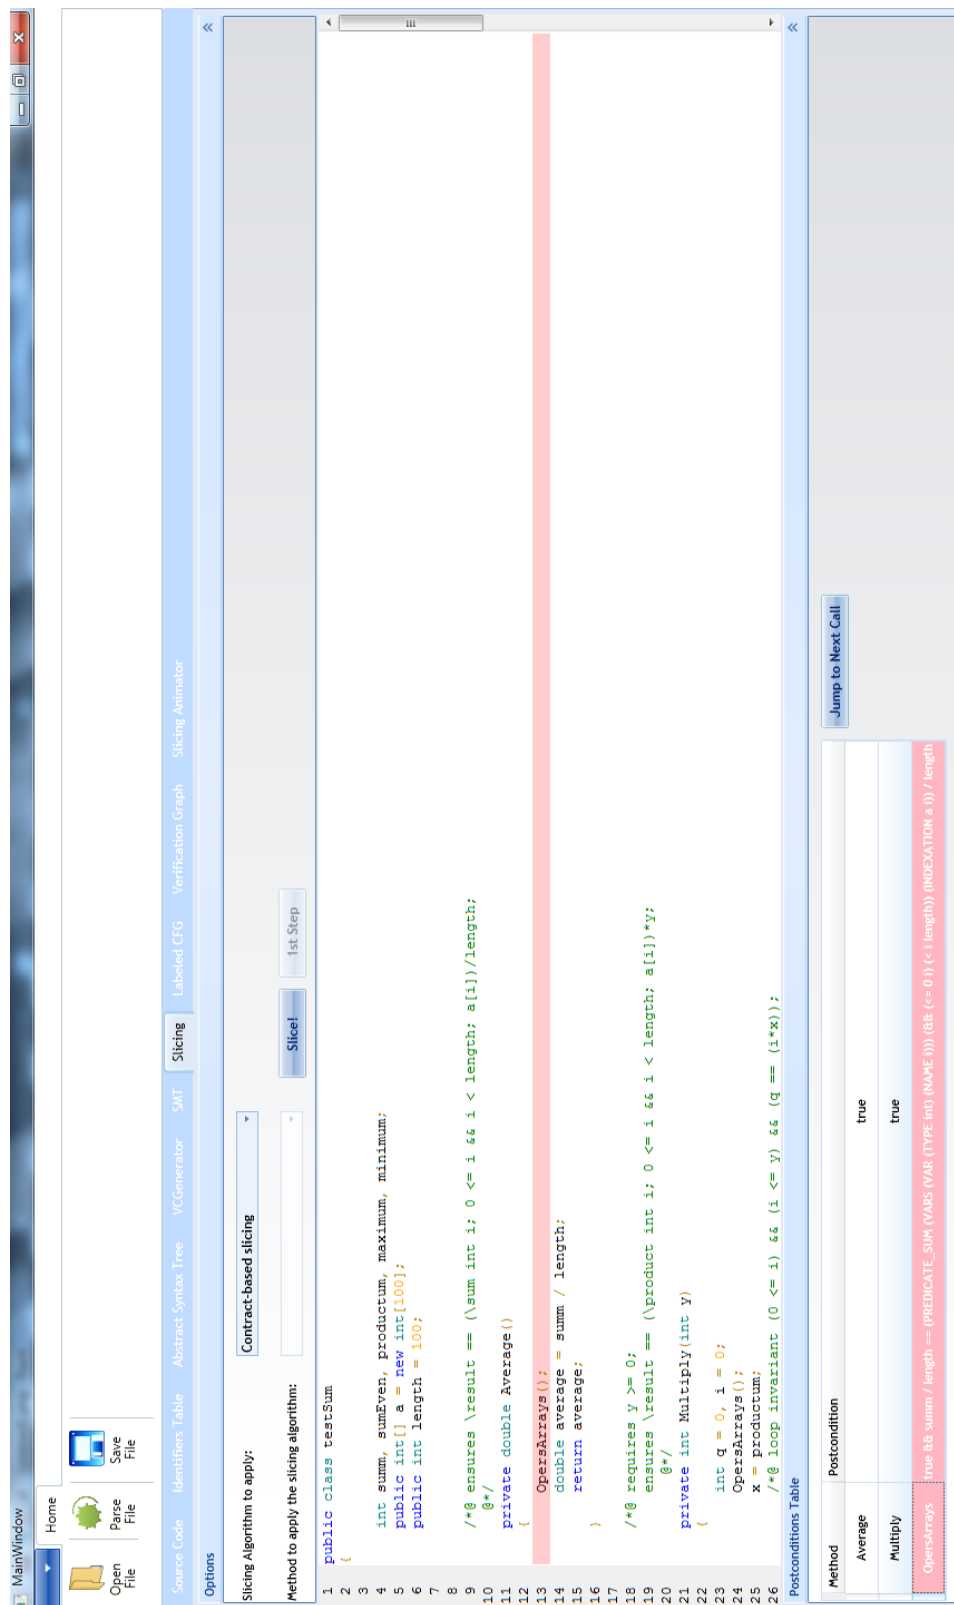 MainWindow
Home
Open
File
Parse
File
Save
File
Source Code Identifiers Table Abstract Syntax Tree VCGenerator SMT Slicing Labeled CFG Verification Graph Slicing Animator
Options
Slicing Algorithm to apply: Contract-based slicing
Method to apply the slicing algorithm: Slice! 1st Step
1 public class testSum
2 {
3
4 int summ, sumEven, productum, maximum, minimum;
5 public int[] a = new int[100];
6 public int length = 100;
7
8
9 /*@ ensures \result == (\sum int i; 0 <= i && i < length; a[i])/length;
10 @*/
11 private double Average()
12 {
13 OpersArrays();
14 double average = summ / length;
15 return average;
16 }
17
18 /*@ requires y >= 0;
19 ensures \result == (\product int i; 0 <= i && i < length; a[i])*y;
20 @*/
21 private int Multiply(int y)
22 {
23 int q = 0, i = 0;
24 OpersArrays();
25 x = productum;
26 /*@ loop invariant (0 <= i) && (i <= y) && (q == (i*x));
Postconditions Table
Method Postcondition
Average true
Multiply true
OpersArrays true && summ / length == (PREDICATE_SUM (VARS (VAR (TYPE int) (NAME i))) (&& (<= 0 i) (< i length)) (INDEXATION a i)) / length
Jump to Next Call